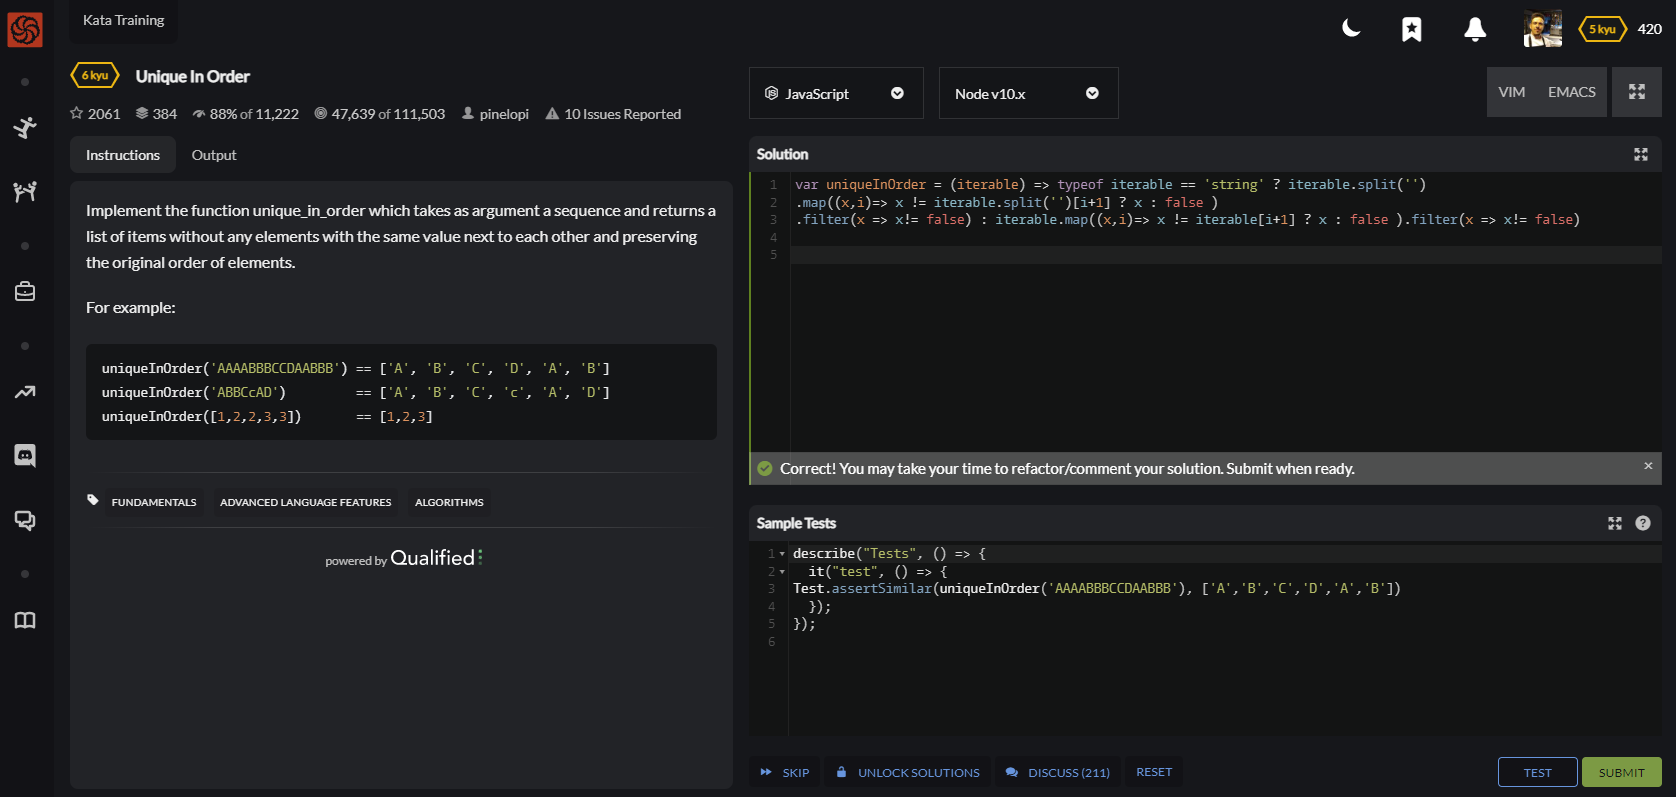 Kata Training
5 kyu 420
6 kyu Unique In Order
2061 384 88% of 11,222 47,639 of 111,503 pinelopi 10 Issues Reported
Instructions Output
Implement the function unique_in_order which takes as argument a sequence and returns a
list of items without any elements with the same value next to each other and preserving
the original order of elements.
For example:
uniqueInOrder('AAAABBBCCDAABBB') == ['A', 'B', 'C', 'D', 'A', 'B']
uniqueInOrder('ABBCcAD') == ['A', 'B', 'C', 'c', 'A', 'D']
uniqueInOrder([1,2,2,3,3]) == [1,2,3]
FUNDAMENTALS ADVANCED LANGUAGE FEATURES ALGORITHMS
powered by Qualified
JS JavaScript Node v10.x VIM EMACS
Solution
1 var uniqueInOrder = (iterable) => typeof iterable == 'string' ? iterable.split('')
2 .map((x,i)=> x != iterable.split('')[i+1] ? x : false )
3 .filter(x => x!= false) : iterable.map((x,i)=> x != iterable[i+1] ? x : false ).filter(x => x!= false)
4
5
Correct! You may take your time to refactor/comment your solution. Submit when ready. ×
Sample Tests ?
1 describe("Tests", () => {
2 it("test", () => {
3 Test.assertSimilar(uniqueInOrder('AAAABBBCCDAABBB'), ['A','B','C','D','A','B'])
4 });
5 });
6
SKIP UNLOCK SOLUTIONS DISCUSS (211) RESET TEST SUBMIT